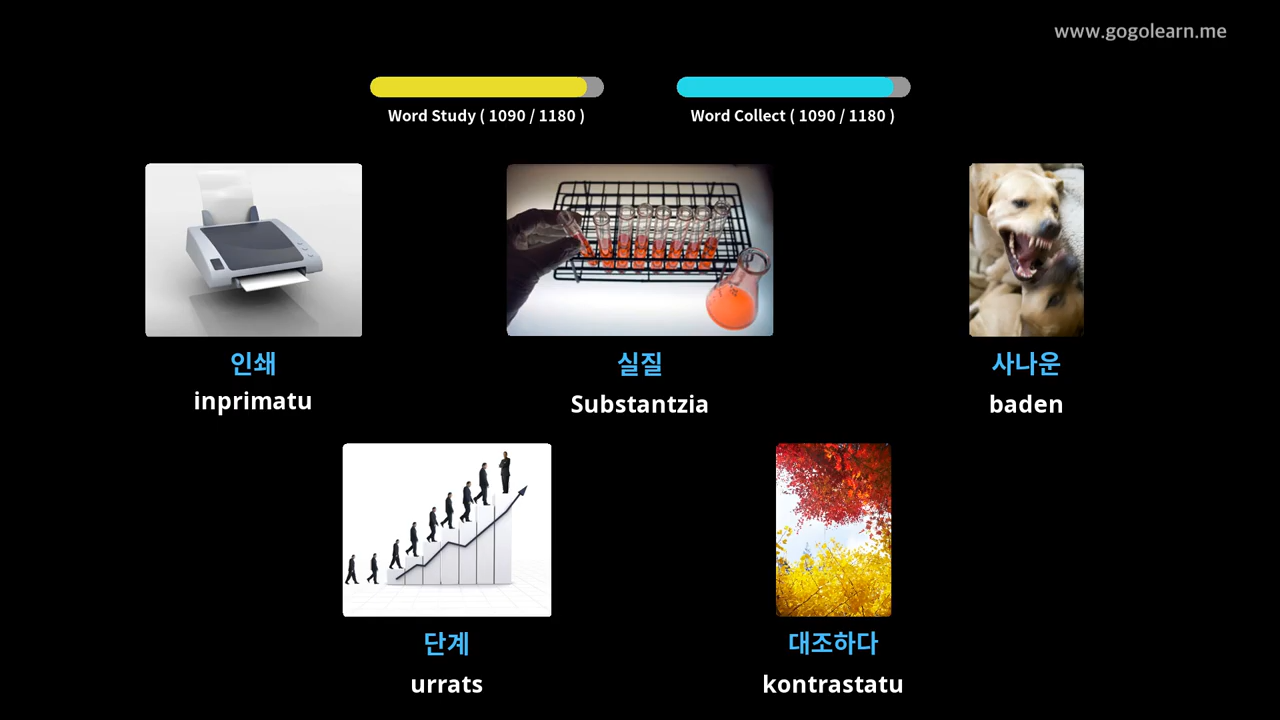 www.gogolearn.me
Word Study ( 1090 / 1180 )
Word Collect ( 1090 / 1180 )
인쇄
inprimatu
실질
Substantzia
사나운
baden
단계
urrats
대조하다
kontrastatu